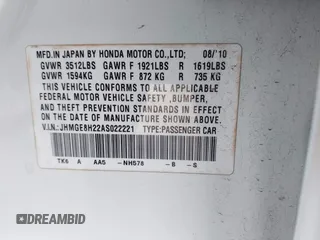 MFD. IN JAPAN BY HONDA MOTOR CO.,LTD; 08/'10
GVWR 3512LBS GAWR F 1921LBS R 1619LBS
GVWR 1594KG GAWR F 872 KG R 735 KG
THIS VEHICLE CONFORMS TO ALL APPLICABLE
FEDERAL MOTOR VEHICLE SAFETY ,BUMPER,
AND THEFT PREVENTION STANDARDS IN EFFECT
ON THE DATE OF MANUFACTURE SHOWN ABOVE.
V.I.N: JHMGE8H22AS022221 TYPE:PASSENGER CAR
TK6 A AA5 -NH578 -B -S
DREAMBID